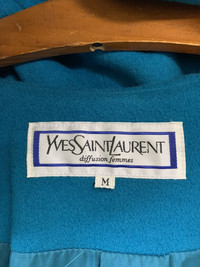 YVESSAINTLAURENT
diffusion femmes
M